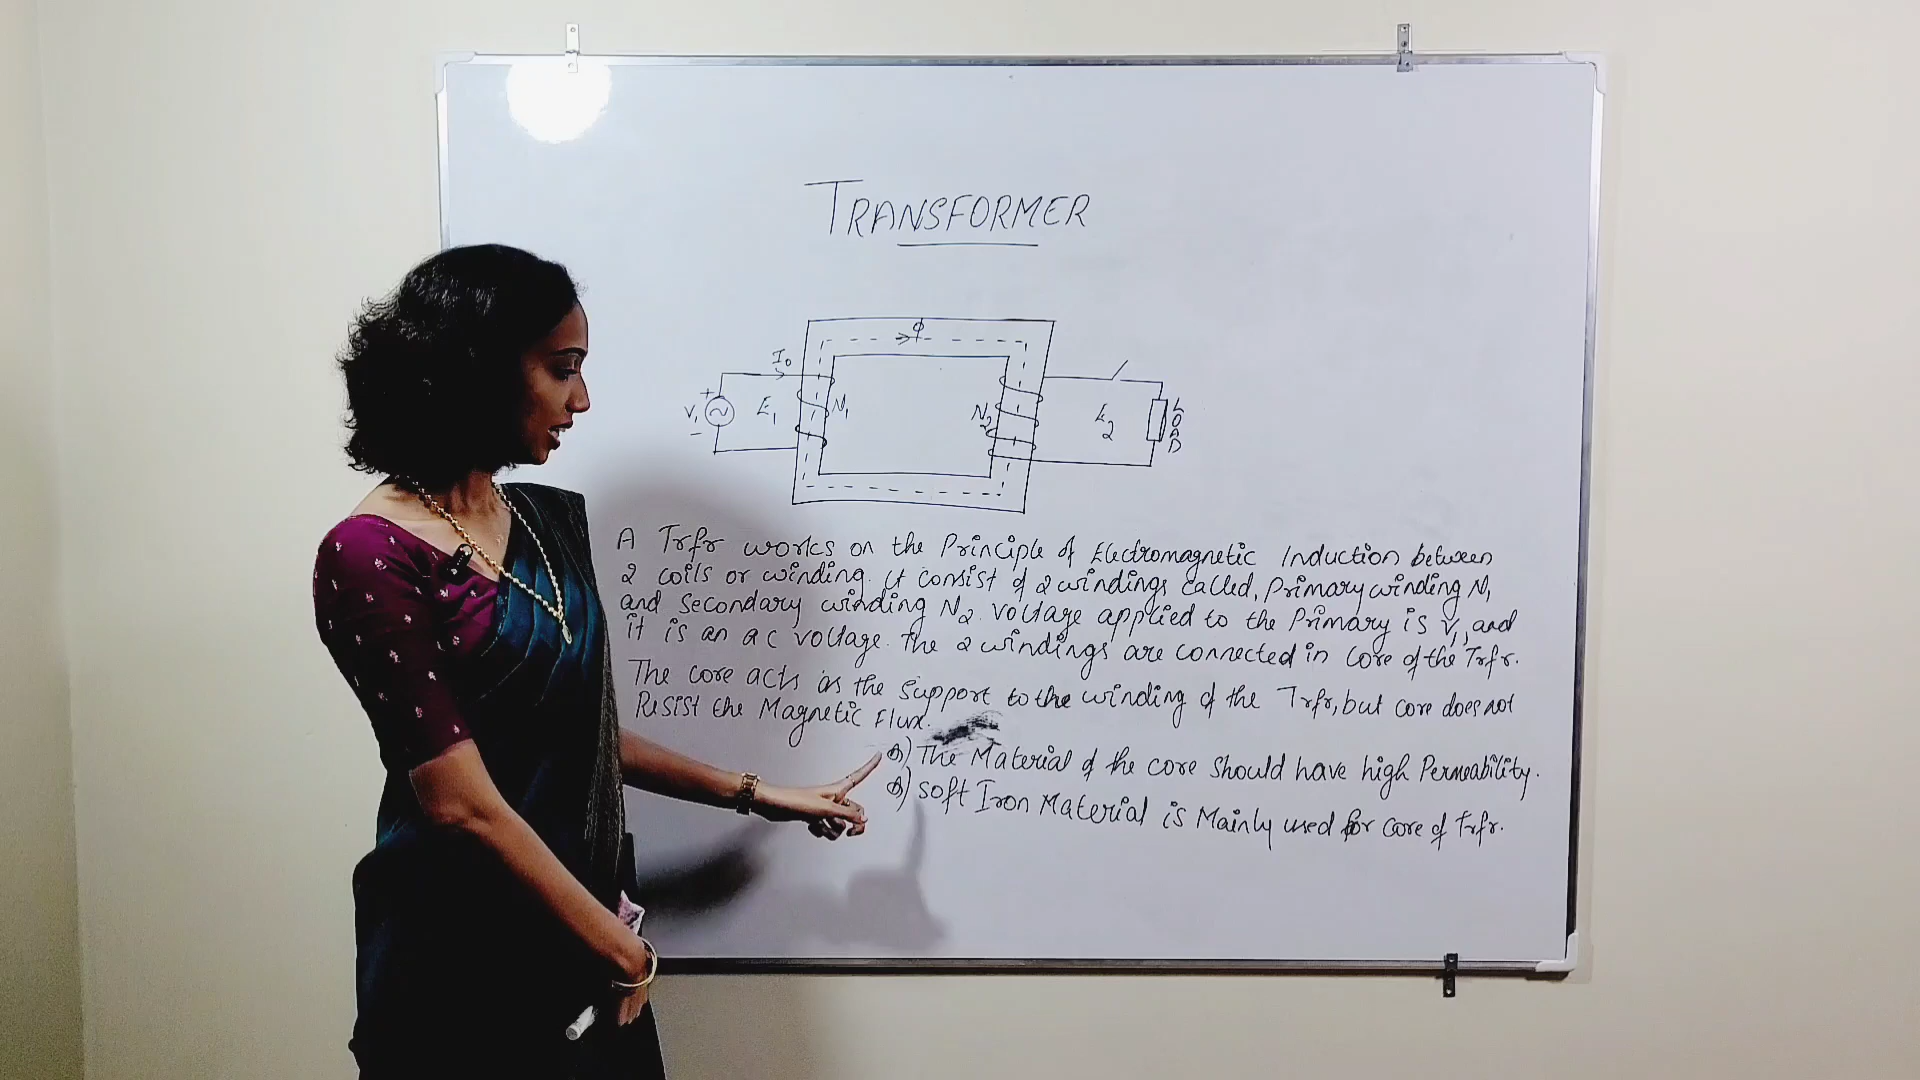 TRANSFORMER
ϕ
I0
V1 + - E1 N1 N2 E2 LOAD
A Trfr works on the Principle of Electromagnetic Induction between
2 coils or winding. It consist of 2 windings called, Primary winding N1
and Secondary winding N2. Voltage applied to the Primary is V1, and
it is an ac voltage. The 2 windings are connected in core of the Trfr.
The core acts as the support to the winding of the Trfr, but core does not
Resist the Magnetic Flux.
a) The Material of the core should have high Permeability.
b) Soft Iron Material is Mainly used for core of Trfr.